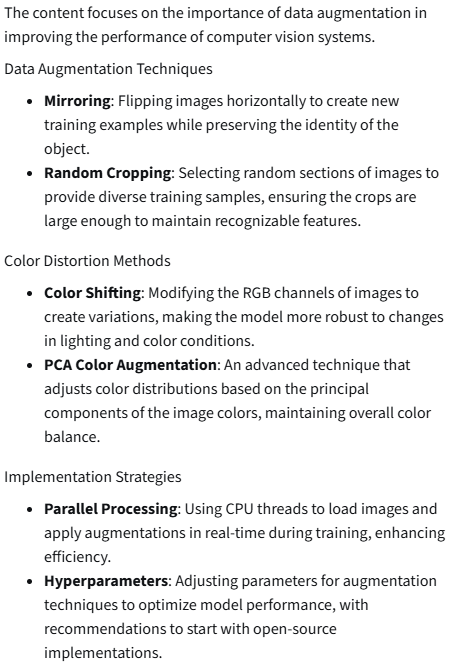 The content focuses on the importance of data augmentation in
improving the performance of computer vision systems.
Data Augmentation Techniques
• Mirroring: Flipping images horizontally to create new
training examples while preserving the identity of the
object.
• Random Cropping: Selecting random sections of images to
provide diverse training samples, ensuring the crops are
large enough to maintain recognizable features.
Color Distortion Methods
• Color Shifting: Modifying the RGB channels of images to
create variations, making the model more robust to changes
in lighting and color conditions.
• PCA Color Augmentation: An advanced technique that
adjusts color distributions based on the principal
components of the image colors, maintaining overall color
balance.
Implementation Strategies
• Parallel Processing: Using CPU threads to load images and
apply augmentations in real-time during training, enhancing
efficiency.
• Hyperparameters: Adjusting parameters for augmentation
techniques to optimize model performance, with
recommendations to start with open-source
implementations.